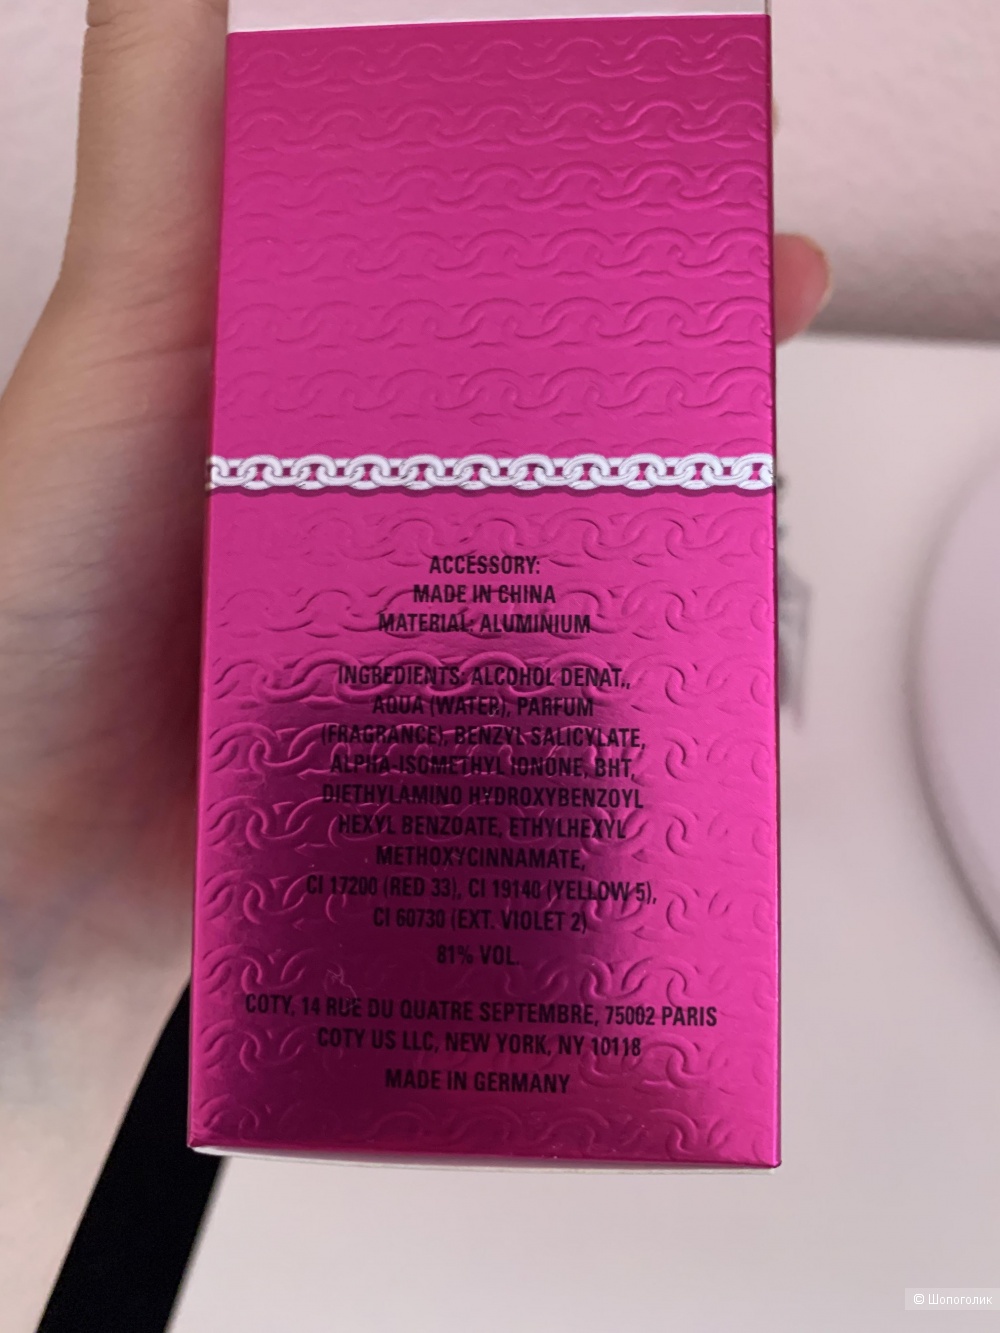 ACCESSORY:
MADE IN CHINA
MATERIAL: ALUMINIUM
INGREDIENTS: ALCOHOL DENAT.,
AQUA (WATER), PARFUM
(FRAGRANCE), BENZYL SALICYLATE,
ALPHA-ISOMETHYL IONONE, BHT,
DIETHYLAMINO HYDROXYBENZOYL
HEXYL BENZOATE, ETHYLHEXYL
METHOXYCINNAMATE,
CI 17200 (RED 33), CI 19140 (YELLOW 5),
CI 60730 (EXT. VIOLET 2)
81% VOL.
COTY, 14 RUE DU QUATRE SEPTEMBRE, 75002 PARIS
COTY US LLC, NEW YORK, NY 10118
MADE IN GERMANY
© Шопоголик